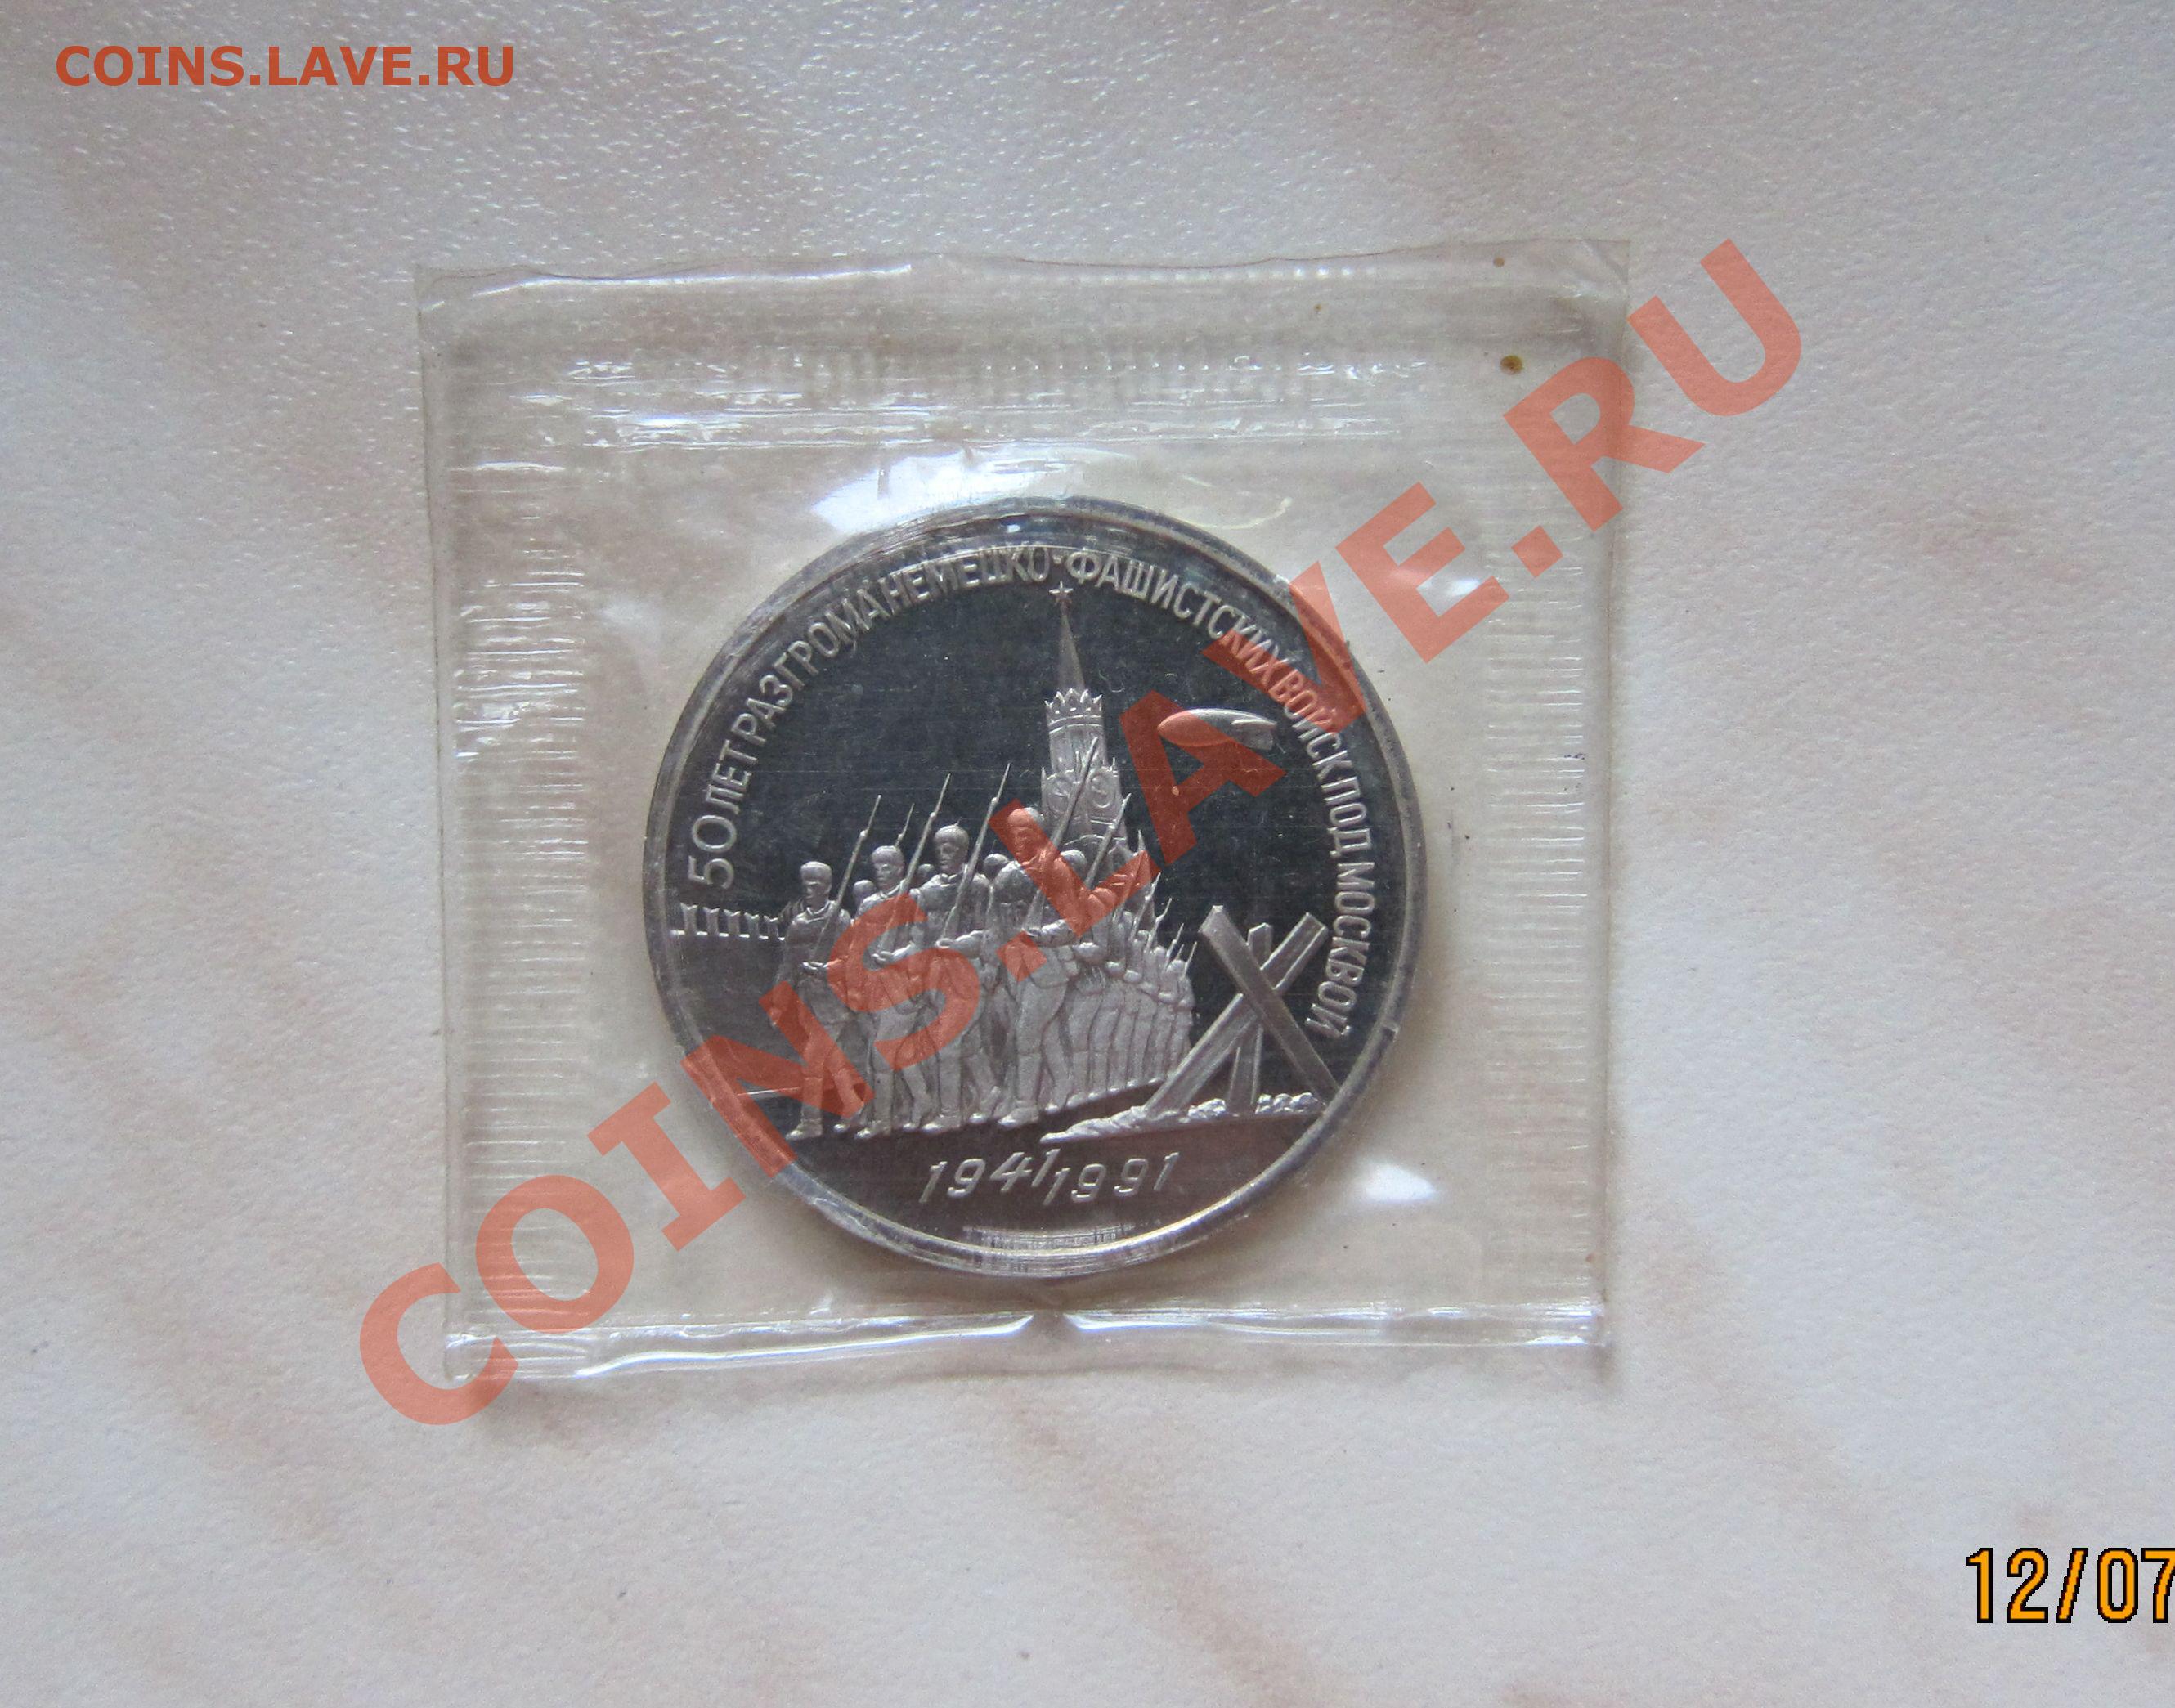 COINS.LAVE.RU
50 ЛЕТ РАЗГРОМА НЕМЕЦКО-ФАШИСТСКИХ ВОЙСК ПОД МОСКВОЙ
1941/1991
COINS.LAVE.RU
12/07